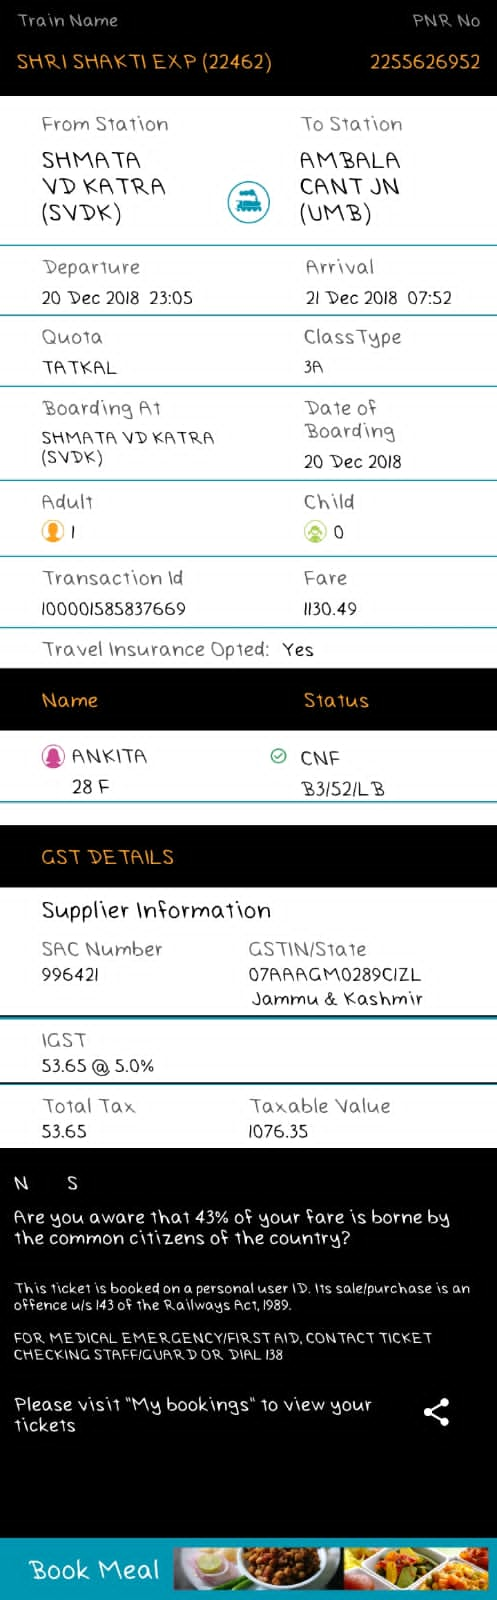 Train Name PNR No
SHRI SHAKTI EXP (22462) 2255626952
From Station To Station
SHMATA AMBALA
VD KATRA CANT JN
(SVDK) (UMB)
Departure Arrival
20 Dec 2018 23:05 21 Dec 2018 07:52
Quota Class Type
TATKAL 3A
Boarding At Date of
Boarding
SHMATA VD KATRA
(SVDK) 20 Dec 2018
Adult Child
1 0
Transaction Id Fare
100001585837669 1130.49
Travel Insurance Opted: Yes
Name Status
ANKITA CNF
28 F B3/52/LB
GST DETAILS
Supplier Information
SAC Number GSTIN/State
996421 07AAAGM0289C1ZL
Jammu & Kashmir
IGST
53.65 @ 5.0%
Total Tax Taxable Value
53.65 1076.35
N S
Are you aware that 43% of your fare is borne by
the common citizens of the country?
This ticket is booked on a personal user ID. Its sale/purchase is an
offence u/s 143 of the Railways Act, 1989.
FOR MEDICAL EMERGENCY/FIRST AID, CONTACT TICKET
CHECKING STAFF/GUARD OR DIAL 138
Please visit "My bookings" to view your
tickets
Book Meal